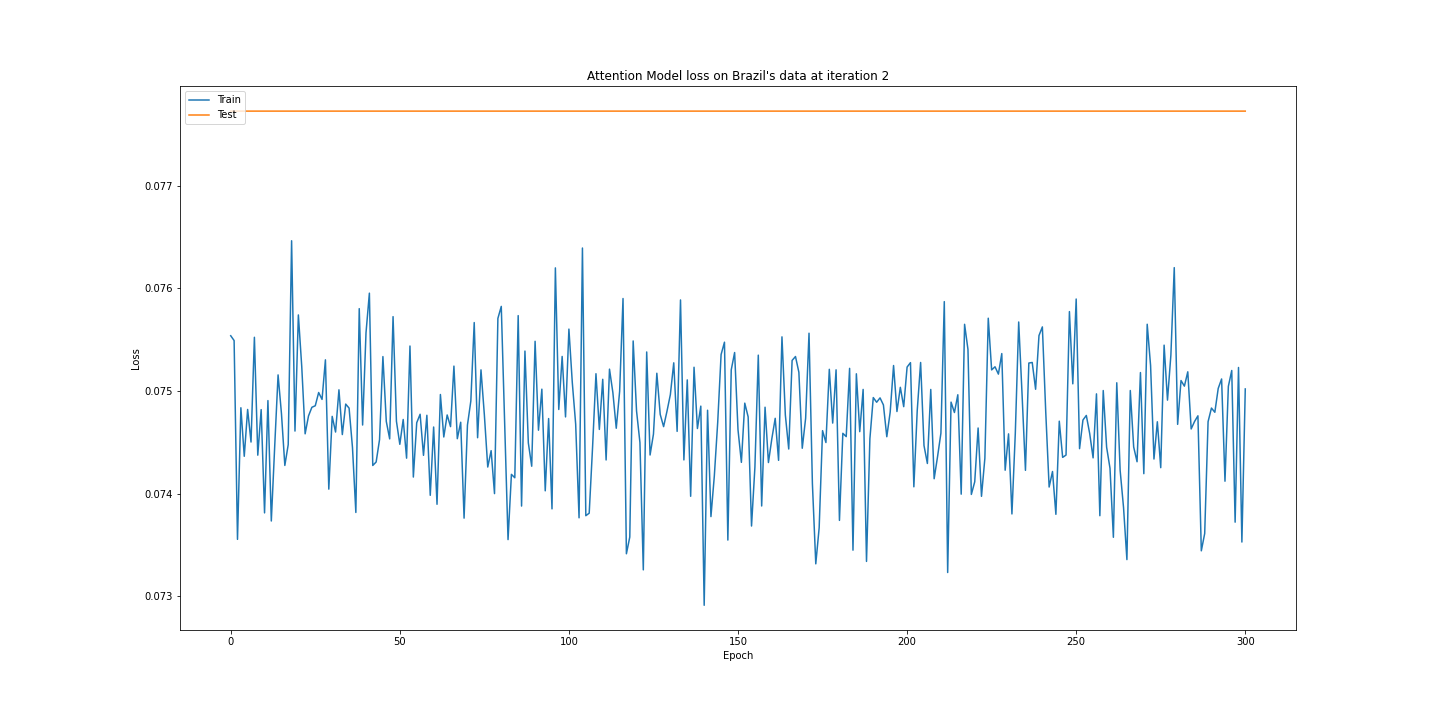 Attention Model loss on Brazil's data at iteration 2
Train
Test
0.077
0.076
0.075
0.074
0.073
Loss
0 50 100 150 200 250 300
Epoch